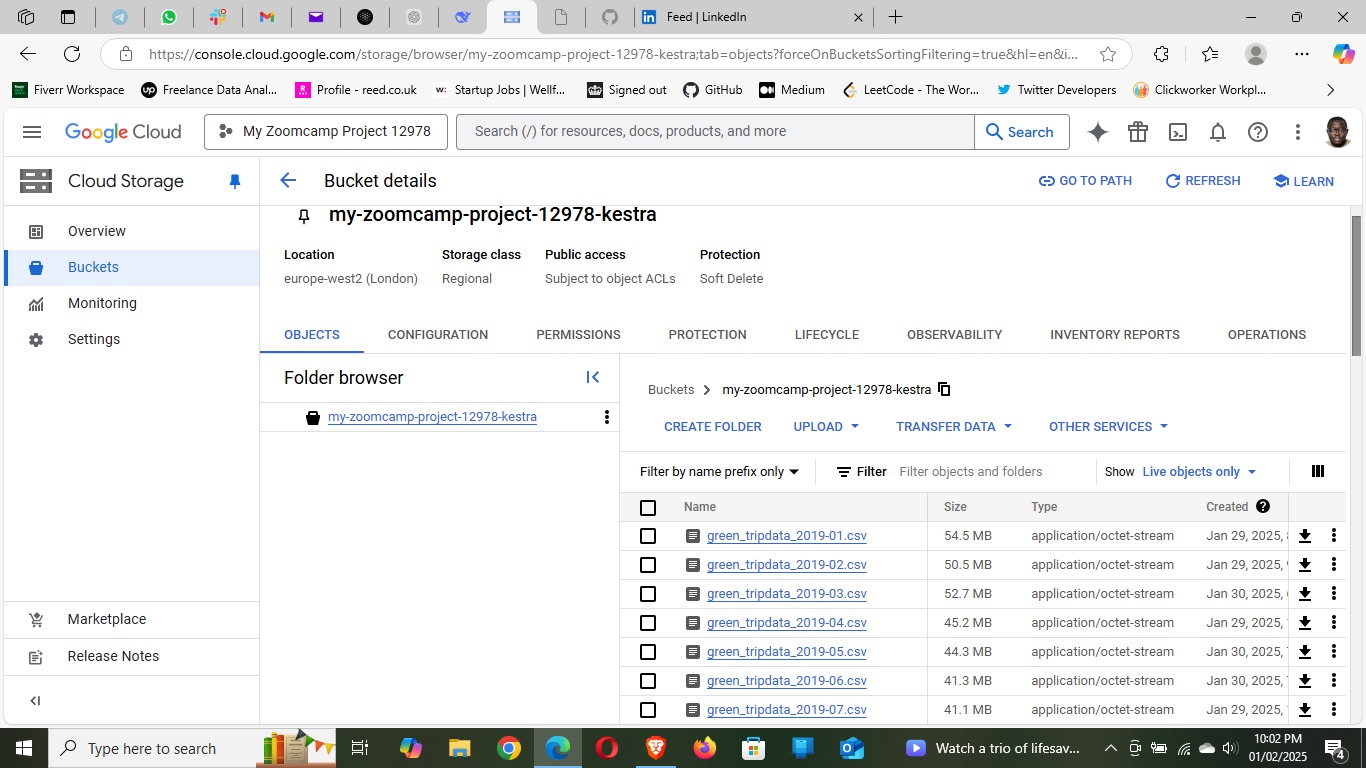 Feed | LinkedIn
https://console.cloud.google.com/storage/browser/my-zoomcamp-project-12978-kestra;tab=objects?forceOnBucketsSortingFiltering=true&hl=en&i...
Fiverr Workspace
Freelance Data Anal...
Profile - reed.co.uk
Startup Jobs | Wellf...
Signed out
GitHub
Medium
LeetCode - The Wor...
Twitter Developers
Clickworker Workpl...
Google Cloud
My Zoomcamp Project 12978
Search (/) for resources, docs, products, and more
Search
Cloud Storage
Bucket details
GO TO PATH
REFRESH
LEARN
Overview
Buckets
Monitoring
Settings
Marketplace
Release Notes
my-zoomcamp-project-12978-kestra
Location Storage class Public access Protection
europe-west2 (London) Regional Subject to object ACLs Soft Delete
OBJECTS CONFIGURATION PERMISSIONS PROTECTION LIFECYCLE OBSERVABILITY INVENTORY REPORTS OPERATIONS
Folder browser
my-zoomcamp-project-12978-kestra
Buckets my-zoomcamp-project-12978-kestra
CREATE FOLDER UPLOAD TRANSFER DATA OTHER SERVICES
Filter by name prefix only Filter Filter objects and folders Show Live objects only
Name Size Type Created
green_tripdata_2019-01.csv 54.5 MB application/octet-stream Jan 29, 2025,
green_tripdata_2019-02.csv 50.5 MB application/octet-stream Jan 29, 2025,
green_tripdata_2019-03.csv 52.7 MB application/octet-stream Jan 30, 2025,
green_tripdata_2019-04.csv 45.2 MB application/octet-stream Jan 29, 2025,
green_tripdata_2019-05.csv 44.3 MB application/octet-stream Jan 30, 2025,
green_tripdata_2019-06.csv 41.3 MB application/octet-stream Jan 30, 2025,
green_tripdata_2019-07.csv 41.1 MB application/octet-stream Jan 29, 2025,
Type here to search
Watch a trio of lifesav...
10:02 PM
01/02/2025
4